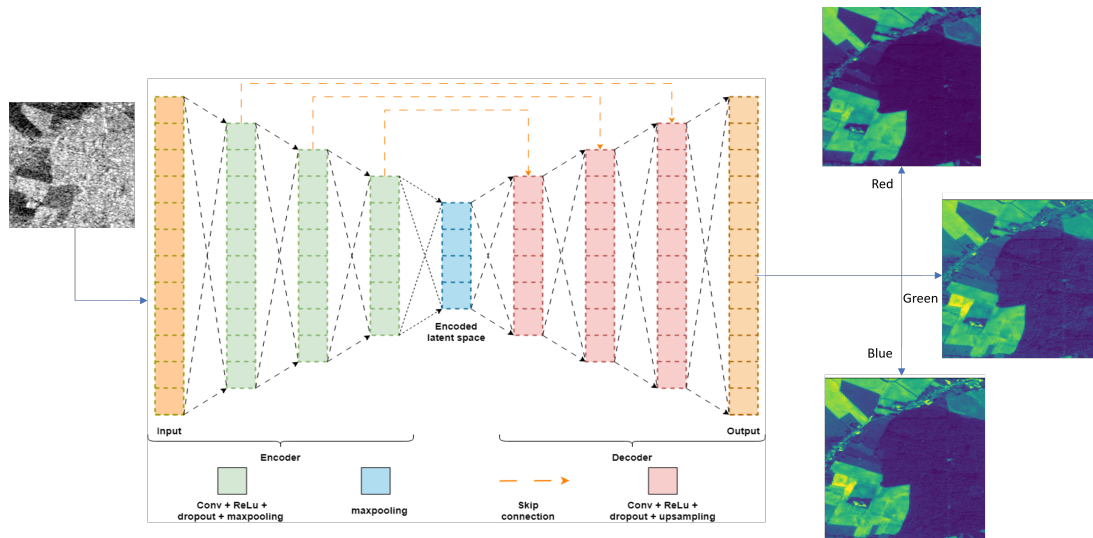 Red
Green
Blue
Encoded
latent space
Input
Output
Encoder
Decoder
Conv + ReLu +
dropout + maxpooling
maxpooling
Skip
connection
Conv + ReLu +
dropout + upsampling